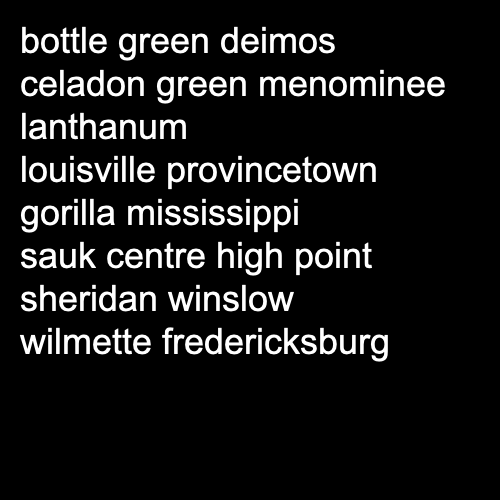 bottle green deimos
celadon green menominee
lanthanum
louisville provincetown
gorilla mississippi
sauk centre high point
sheridan winslow
wilmette fredericksburg